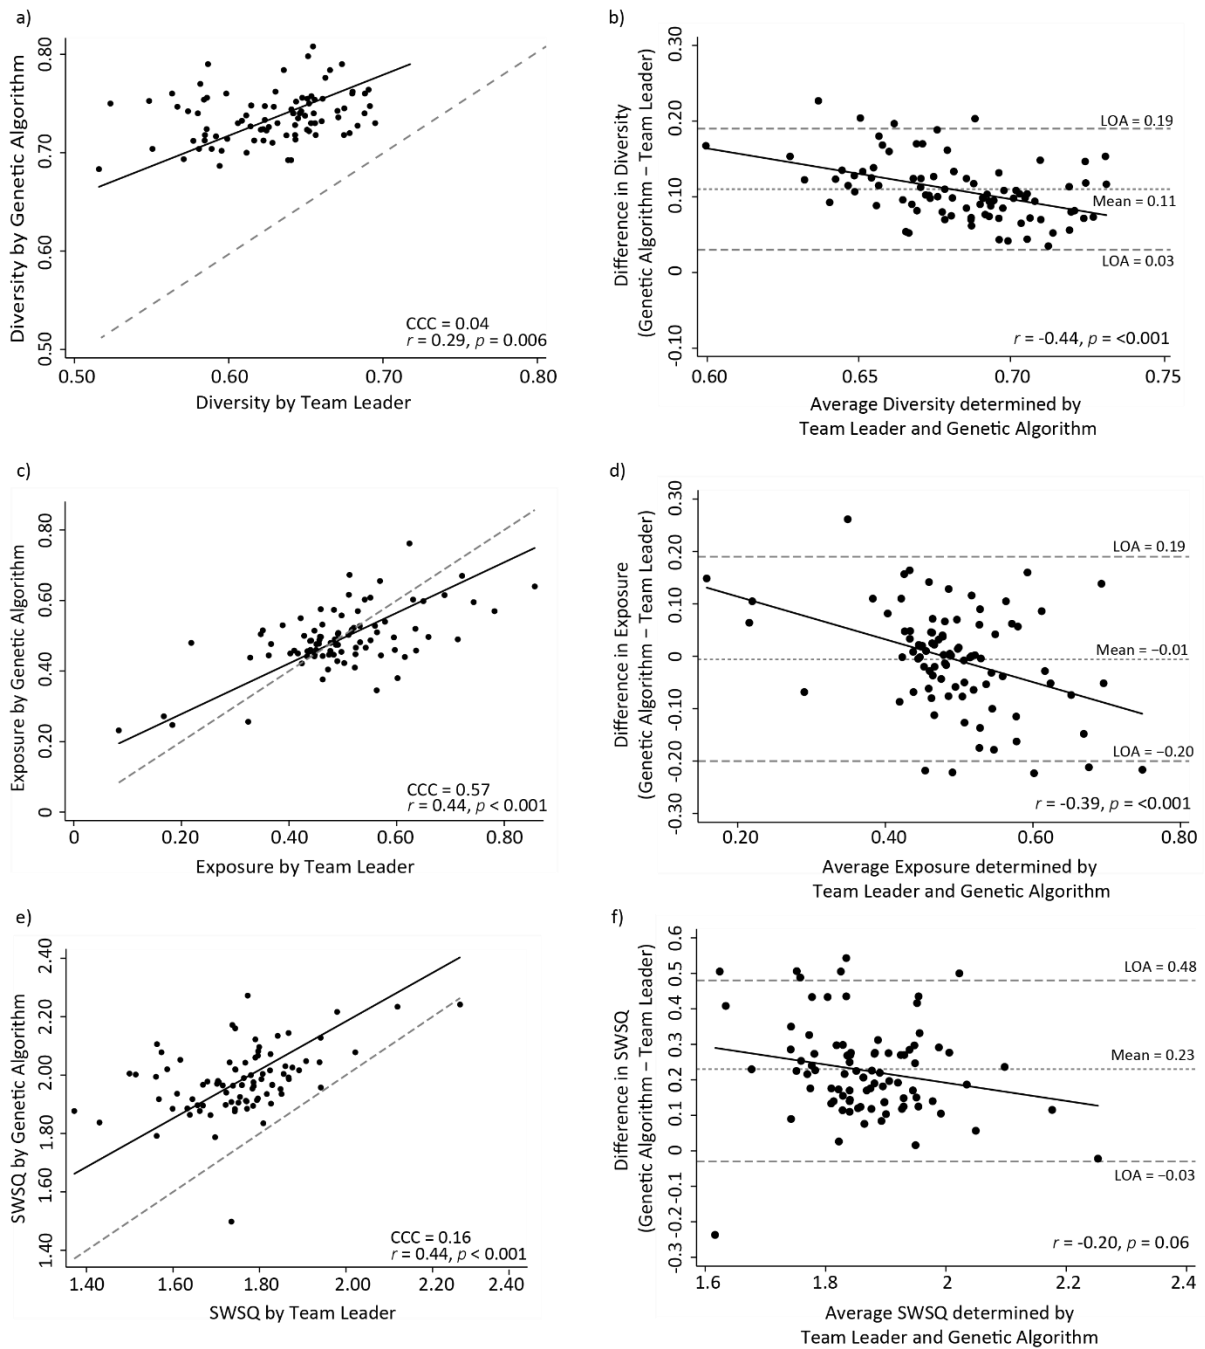 a)
Diversity by Genetic Algorithm
0.80
0.70
0.60
0.50
CCC = 0.04
r = 0.29, p = 0.006
0.50 0.60 0.70 0.80
Diversity by Team Leader
b)
Difference in Diversity
(Genetic Algorithm – Team Leader)
0.30
0.20
0.10
0
-0.10
LOA = 0.19
Mean = 0.11
LOA = 0.03
r = -0.44, p = <0.001
0.60 0.65 0.70 0.75
Average Diversity determined by
Team Leader and Genetic Algorithm
c)
Exposure by Genetic Algorithm
0.80
0.60
0.40
0.20
0
CCC = 0.57
r = 0.44, p < 0.001
0 0.20 0.40 0.60 0.80
Exposure by Team Leader
d)
Difference in Exposure
(Genetic Algorithm – Team Leader)
0.30
0.20
0.10
0
-0.10
-0.20
-0.30
LOA = 0.19
Mean = −0.01
LOA = −0.20
r = -0.39, p = <0.001
0.20 0.40 0.60 0.80
Average Exposure determined by
Team Leader and Genetic Algorithm
e)
SWSQ by Genetic Algorithm
2.40
2.20
2.00
1.80
1.60
1.40
CCC = 0.16
r = 0.44, p < 0.001
1.40 1.60 1.80 2.00 2.20 2.40
SWSQ by Team Leader
f)
Difference in SWSQ
(Genetic Algorithm – Team Leader)
0.6
0.5
0.4
0.3
0.2
0.1
0
-0.1
-0.2
-0.3
LOA = 0.48
Mean = 0.23
LOA = −0.03
r = -0.20, p = 0.06
1.6 1.8 2 2.2 2.4
Average SWSQ determined by
Team Leader and Genetic Algorithm